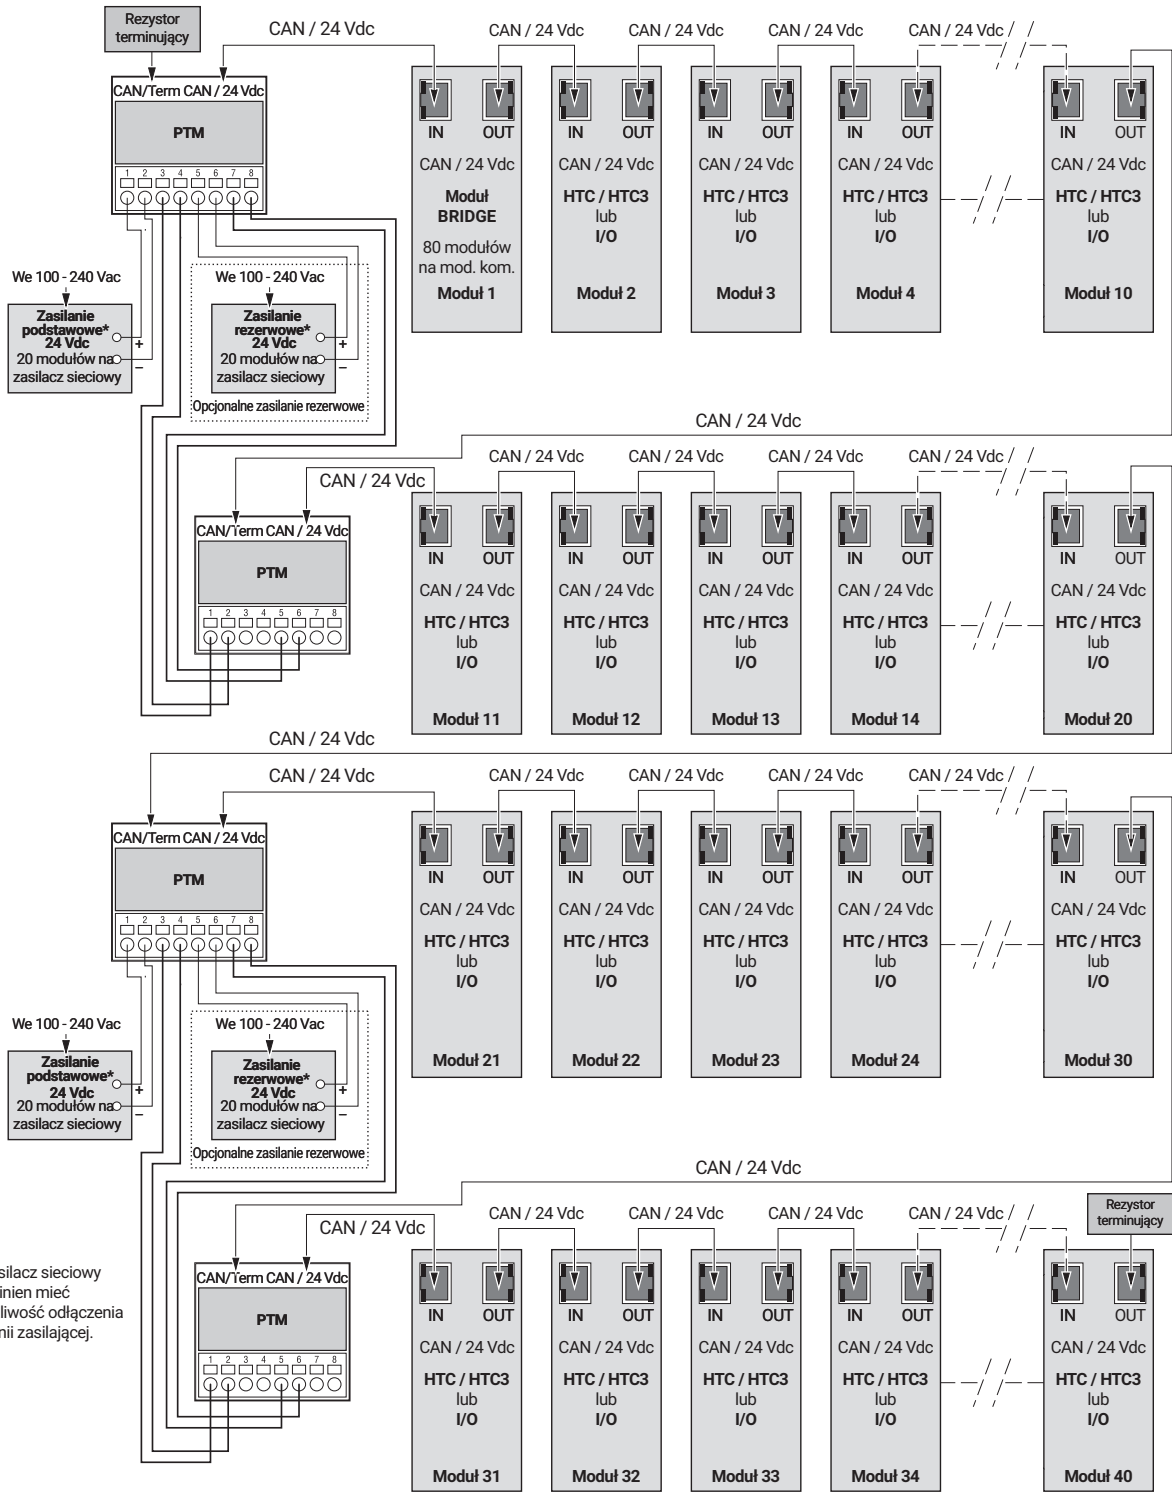 Rezystor
terminujący
CAN / 24 Vdc
CAN / 24 Vdc
CAN / 24 Vdc
CAN / 24 Vdc
CAN / 24 Vdc
CAN/Term CAN / 24 Vdc
PTM
1 2 3 4 5 6 7 8
IN OUT
CAN / 24 Vdc
Moduł
BRIDGE
80 modułów
na mod. kom.
Moduł 1
IN OUT
CAN / 24 Vdc
HTC / HTC3
lub
I/O
Moduł 2
IN OUT
CAN / 24 Vdc
HTC / HTC3
lub
I/O
Moduł 3
IN OUT
CAN / 24 Vdc
HTC / HTC3
lub
I/O
Moduł 4
IN OUT
CAN / 24 Vdc
HTC / HTC3
lub
I/O
Moduł 10
We 100 - 240 Vac
Zasilanie
podstawowe*
24 Vdc
20 modułów na
zasilacz sieciowy
+
–
We 100 - 240 Vac
Zasilanie
rezerwowe*
24 Vdc
20 modułów na
zasilacz sieciowy
+
–
Opcjonalne zasilanie rezerwowe
CAN / 24 Vdc
CAN / 24 Vdc
CAN / 24 Vdc
CAN / 24 Vdc
CAN / 24 Vdc
CAN / 24 Vdc
CAN/Term CAN / 24 Vdc
PTM
1 2 3 4 5 6 7 8
IN OUT
CAN / 24 Vdc
HTC / HTC3
lub
I/O
Moduł 11
IN OUT
CAN / 24 Vdc
HTC / HTC3
lub
I/O
Moduł 12
IN OUT
CAN / 24 Vdc
HTC / HTC3
lub
I/O
Moduł 13
IN OUT
CAN / 24 Vdc
HTC / HTC3
lub
I/O
Moduł 14
IN OUT
CAN / 24 Vdc
HTC / HTC3
lub
I/O
Moduł 20
CAN / 24 Vdc
CAN / 24 Vdc
CAN / 24 Vdc
CAN / 24 Vdc
CAN / 24 Vdc
CAN / 24 Vdc
CAN/Term CAN / 24 Vdc
PTM
1 2 3 4 5 6 7 8
IN OUT
CAN / 24 Vdc
HTC / HTC3
lub
I/O
Moduł 21
IN OUT
CAN / 24 Vdc
HTC / HTC3
lub
I/O
Moduł 22
IN OUT
CAN / 24 Vdc
HTC / HTC3
lub
I/O
Moduł 23
IN OUT
CAN / 24 Vdc
HTC / HTC3
lub
I/O
Moduł 24
IN OUT
CAN / 24 Vdc
HTC / HTC3
lub
I/O
Moduł 30
We 100 - 240 Vac
Zasilanie
podstawowe*
24 Vdc
20 modułów na
zasilacz sieciowy
+
–
We 100 - 240 Vac
Zasilanie
rezerwowe*
24 Vdc
20 modułów na
zasilacz sieciowy
+
–
Opcjonalne zasilanie rezerwowe
CAN / 24 Vdc
CAN / 24 Vdc
CAN / 24 Vdc
CAN / 24 Vdc
CAN / 24 Vdc
CAN / 24 Vdc
Rezystor
terminujący
silacz sieciowy
inien mieć
liwość odłączenia
nii zasilającej.
CAN/Term CAN / 24 Vdc
PTM
1 2 3 4 5 6 7 8
IN OUT
CAN / 24 Vdc
HTC / HTC3
lub
I/O
Moduł 31
IN OUT
CAN / 24 Vdc
HTC / HTC3
lub
I/O
Moduł 32
IN OUT
CAN / 24 Vdc
HTC / HTC3
lub
I/O
Moduł 33
IN OUT
CAN / 24 Vdc
HTC / HTC3
lub
I/O
Moduł 34
IN OUT
CAN / 24 Vdc
HTC / HTC3
lub
I/O
Moduł 40